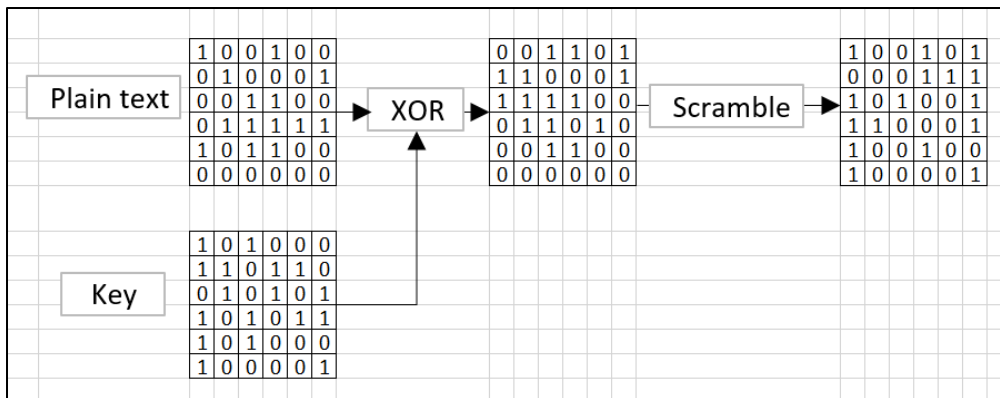 1 0 0 1 0 0
0 1 0 0 0 1
0 0 1 1 0 0
0 1 1 1 1 1
1 0 1 1 0 0
0 0 0 0 0 0
Plain text
XOR
0 0 1 1 0 1
1 1 0 0 0 1
1 1 1 1 0 0
0 1 1 0 1 0
0 0 1 1 0 0
0 0 0 0 0 0
Scramble
1 0 0 1 0 1
0 0 0 1 1 1
1 0 1 0 0 1
1 1 0 0 0 1
1 0 0 1 0 0
1 0 0 0 0 1
Key
1 0 1 0 0 0
1 1 0 1 1 0
0 1 0 1 0 1
1 0 1 0 1 1
1 0 1 0 0 0
1 0 0 0 0 1